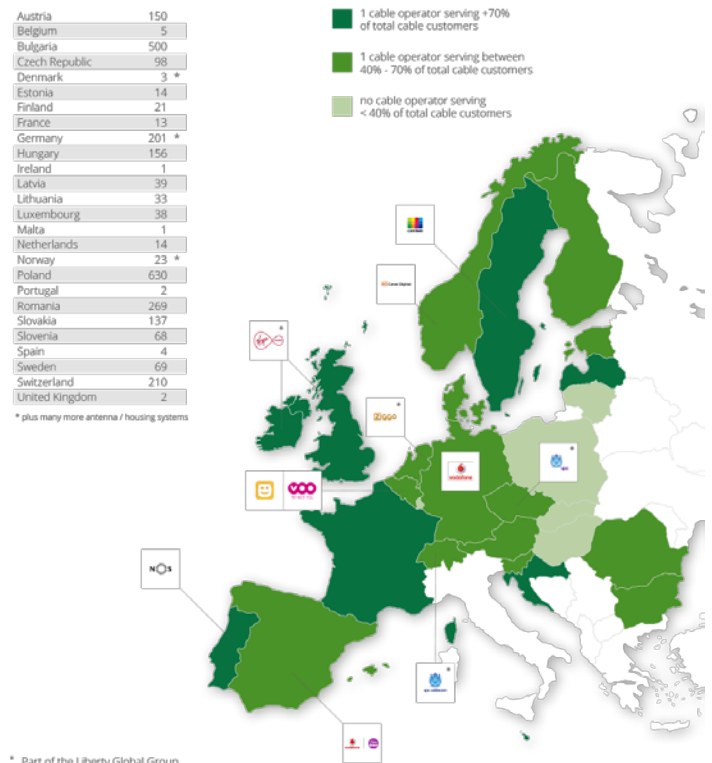 Austria 150
Belgium 5
Bulgaria 500
Czech Republic 98
Denmark 3 *
Estonia 14
Finland 21
France 13
Germany 201 *
Hungary 156
Ireland 1
Latvia 39
Lithuania 33
Luxembourg 38
Malta 1
Netherlands 14
Norway 23 *
Poland 630
Portugal 2
Romania 269
Slovakia 137
Slovenia 68
Spain 4
Sweden 69
Switzerland 210
United Kingdom 2
* plus many more antenna / housing systems
1 cable operator serving +70%
of total cable customers
1 cable operator serving between
40% - 70% of total cable customers
no cable operator serving
< 40% of total cable customers
Ziggo
vodafone
upc
VOO
NOS
upc
vodafone
* Part of the Liberty Global Group